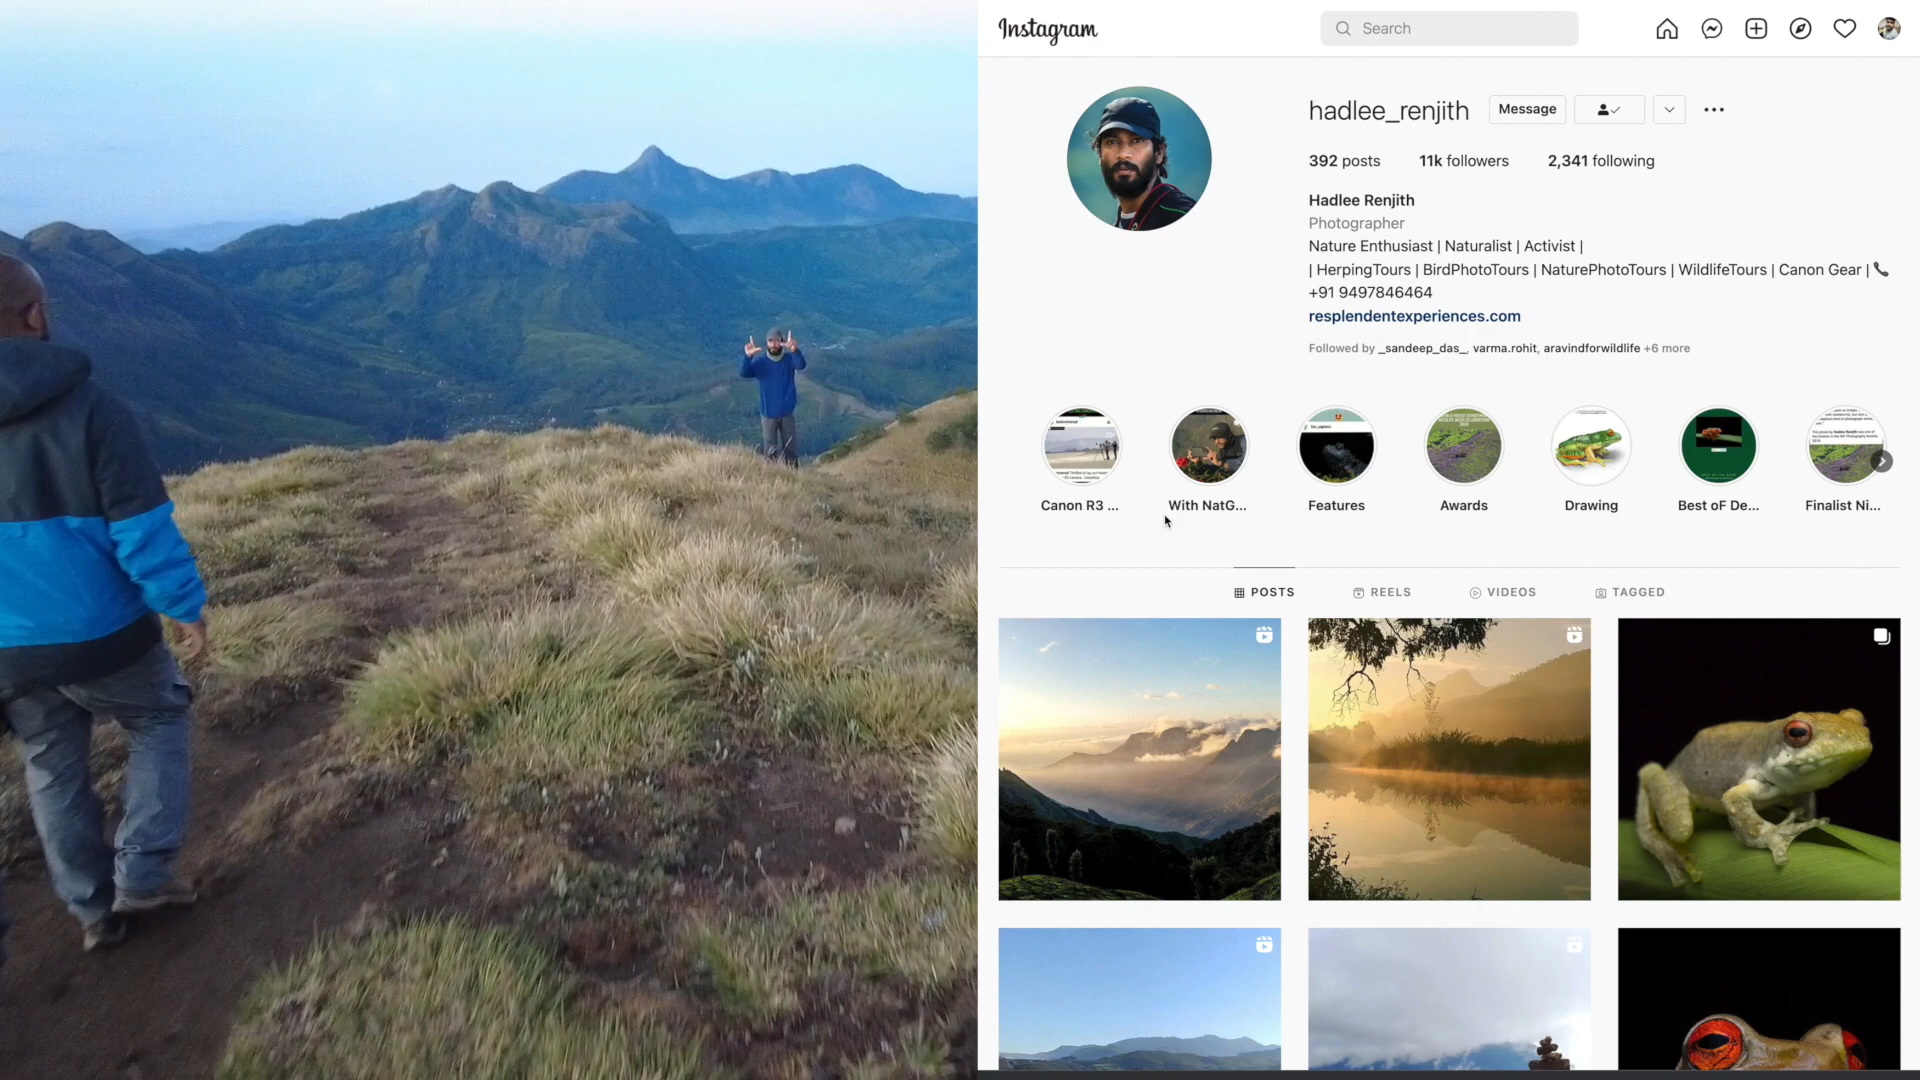 Instagram
Search
hadlee_renjith Message
392 posts 11k followers 2,341 following
Hadlee Renjith
Photographer
Nature Enthusiast | Naturalist | Activist |
| HerpingTours | BirdPhotoTours | NaturePhotoTours | WildlifeTours | Canon Gear | 📞
+91 9497846464
resplendentexperiences.com
Followed by _sandeep_das_, varma.rohit, aravindforwildlife +6 more
Canon R3 ... With NatG... Features Awards Drawing Best oF De... Finalist Ni...
POSTS REELS VIDEOS TAGGED